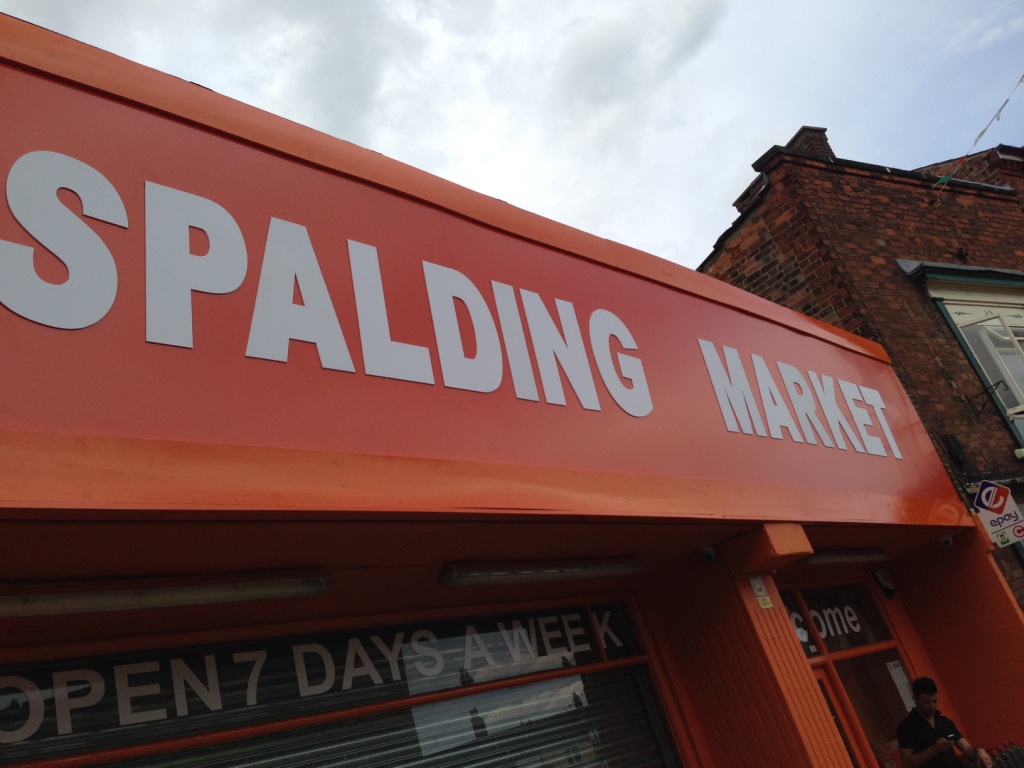 SPALDING MARKET
epay
OPEN 7 DAYS A WEEK
come